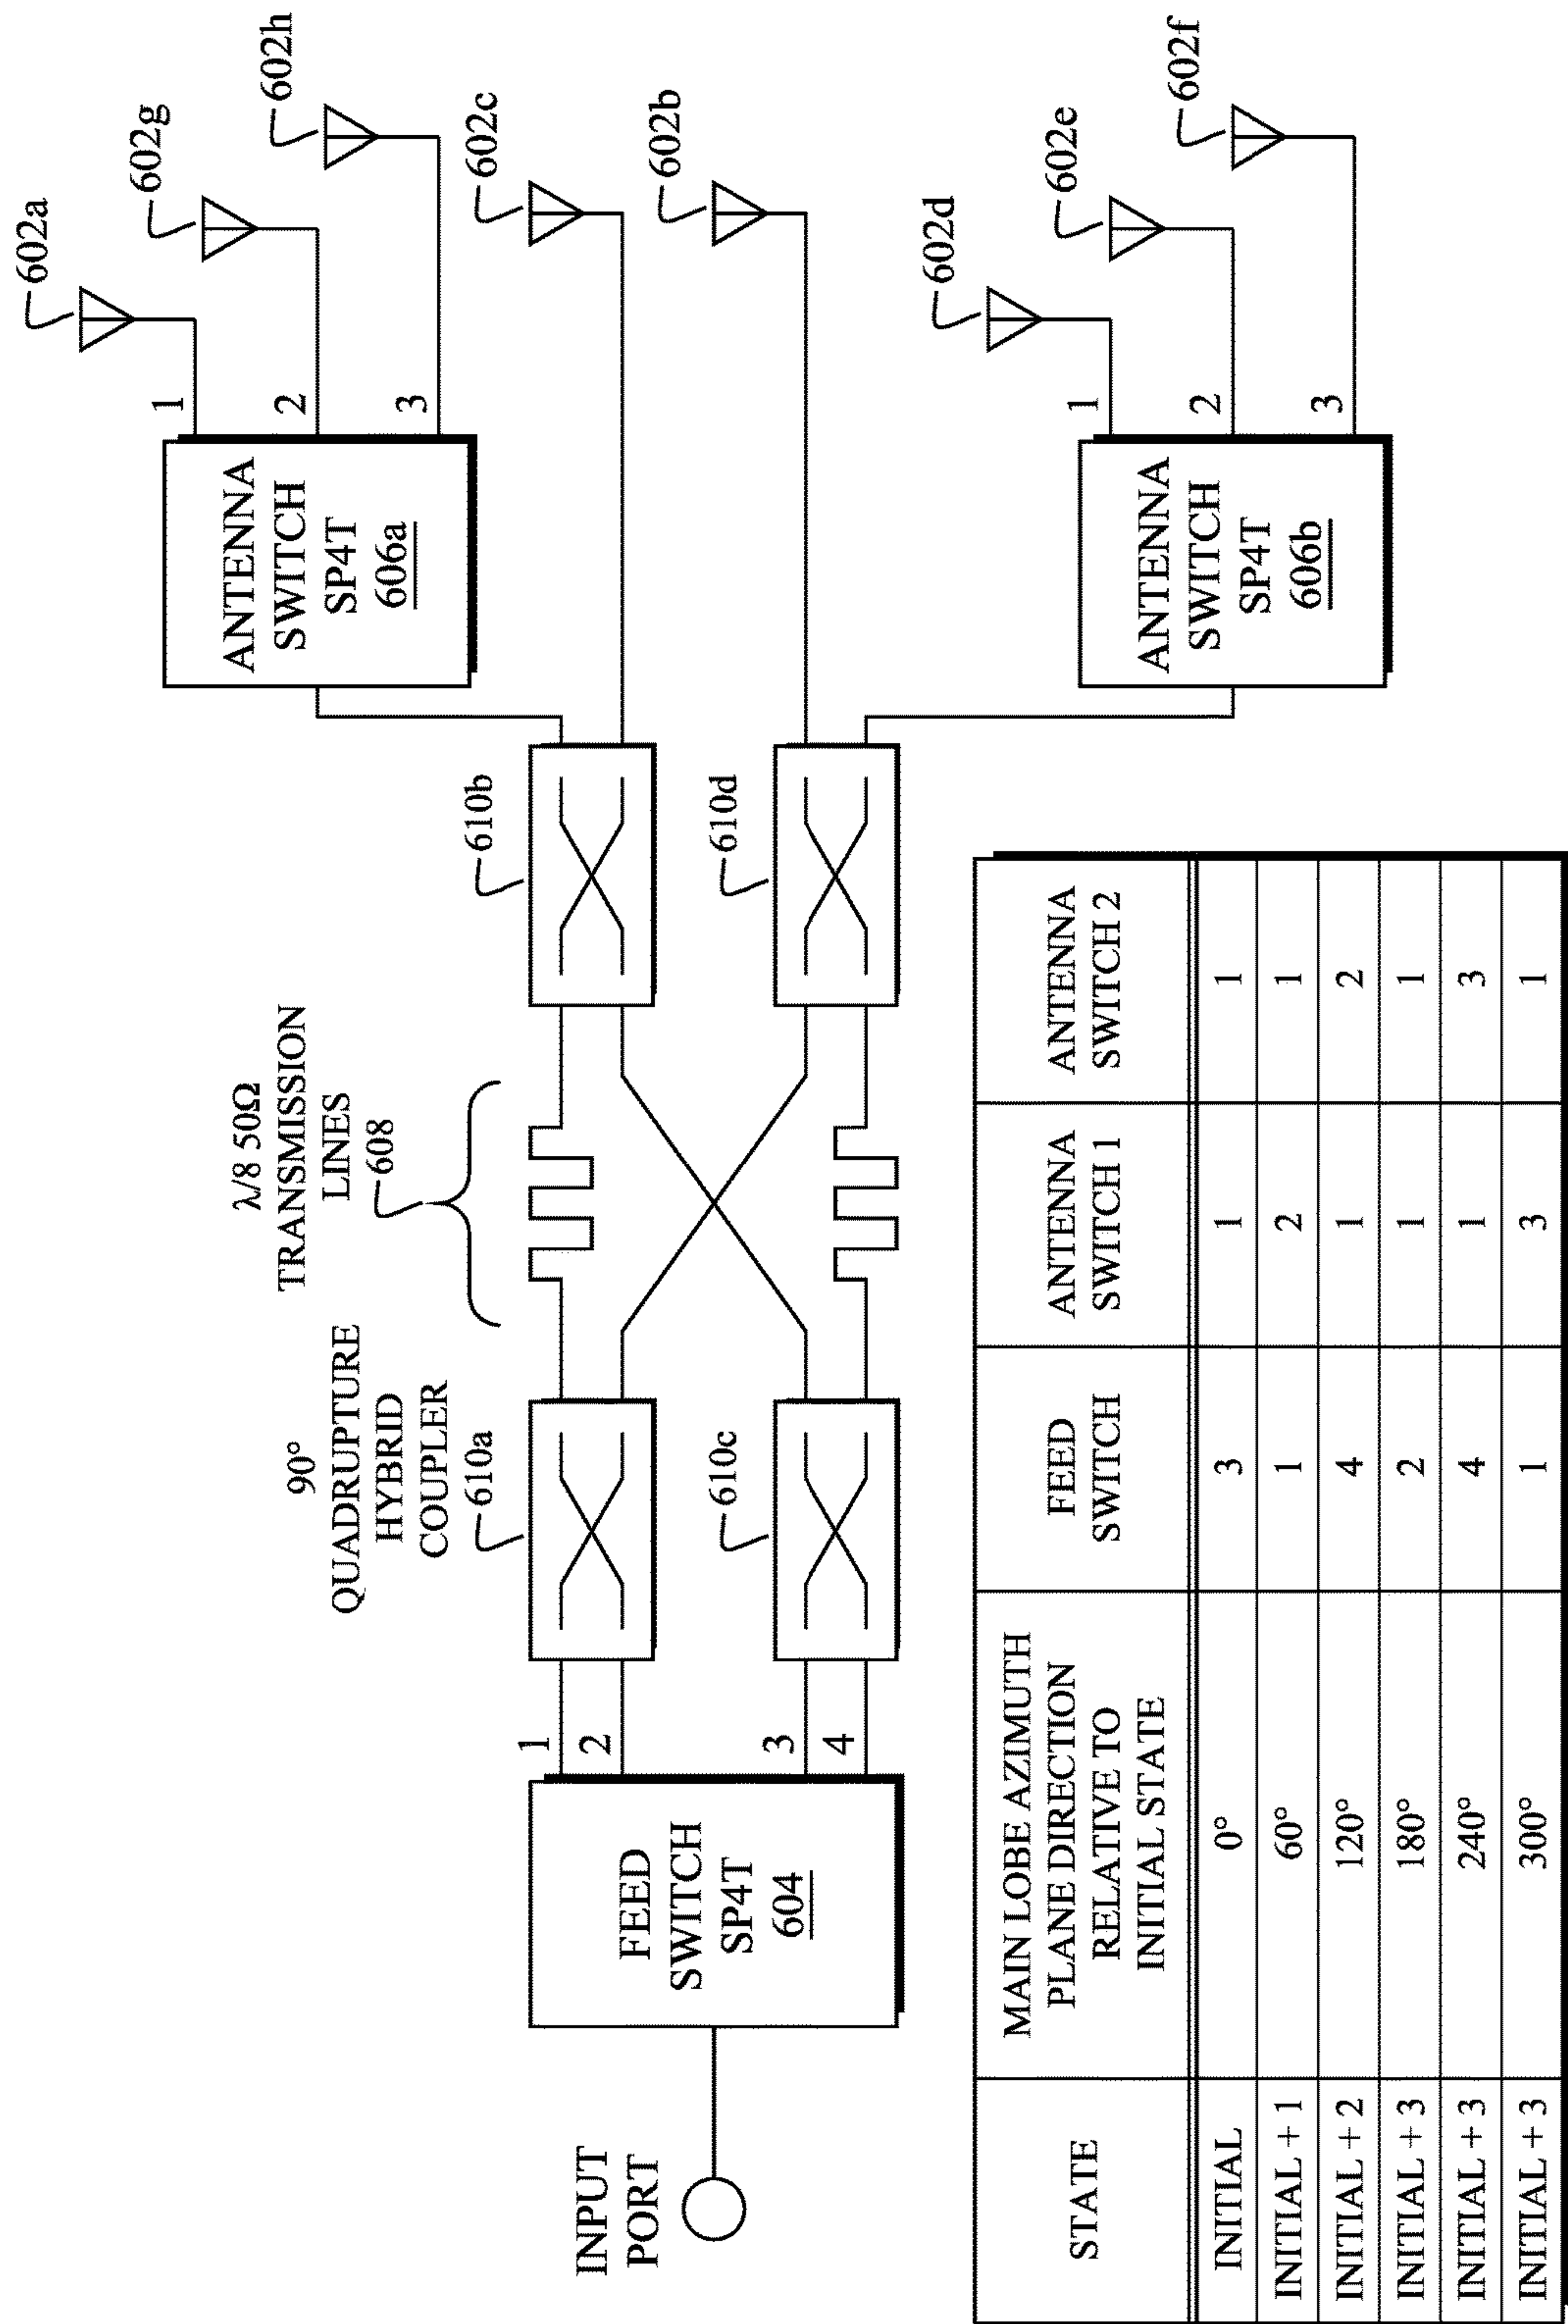 INPUT
PORT
FEED
SWITCH
SP4T
604
1
2
3
4
90°
QUADRUPTURE
HYBRID
COUPLER
610a
610c
λ/8 50Ω
TRANSMISSION
LINES
608
610b
610d
ANTENNA
SWITCH
SP4T
606a
1
2
3
602a
602g
602h
602c
602b
ANTENNA
SWITCH
SP4T
606b
1
2
3
602d
602e
602f
STATE
MAIN LOBE AZIMUTH
PLANE DIRECTION
RELATIVE TO
INITIAL STATE
FEED
SWITCH
ANTENNA
SWITCH 1
ANTENNA
SWITCH 2
INITIAL 0° 3 1 1
INITIAL + 1 60° 1 2 1
INITIAL + 2 120° 4 1 2
INITIAL + 3 180° 2 1 1
INITIAL + 3 240° 4 1 3
INITIAL + 3 300° 1 3 1